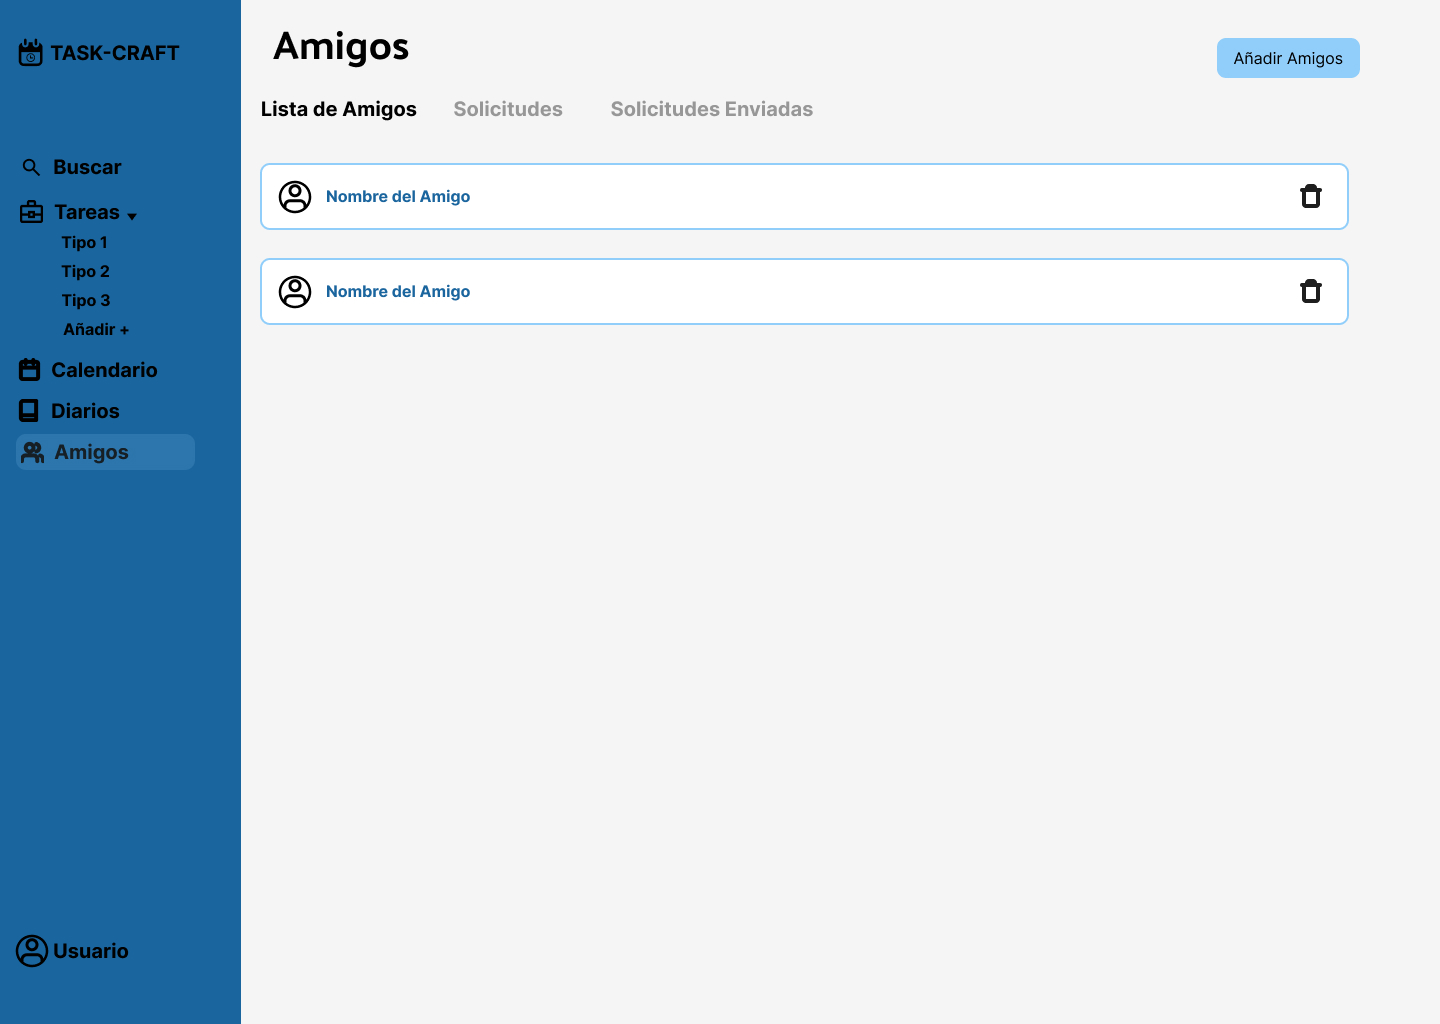 TASK-CRAFT
Buscar
Tareas
Tipo 1
Tipo 2
Tipo 3
Añadir +
Calendario
Diarios
Amigos
Usuario
Amigos
Añadir Amigos
Lista de Amigos
Solicitudes
Solicitudes Enviadas
Nombre del Amigo
Nombre del Amigo